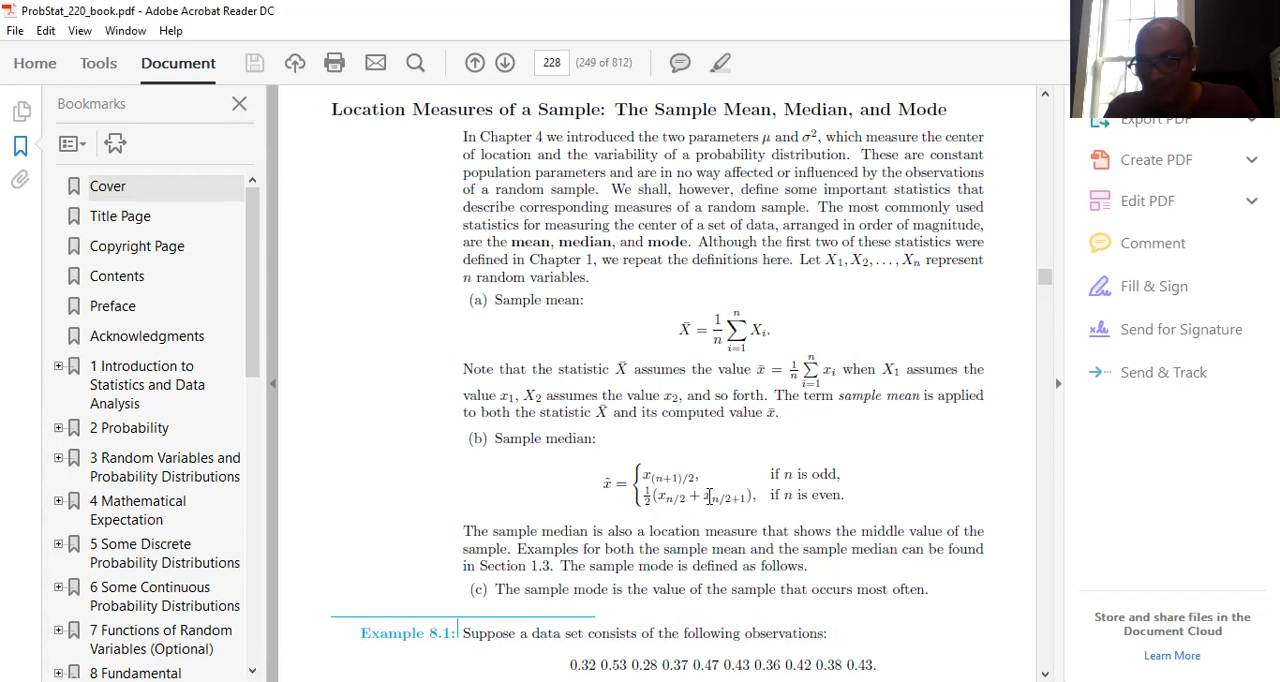 ProbStat_220_book.pdf - Adobe Acrobat Reader DC
File Edit View Window Help
Home Tools Document 228 (249 of 812)
Bookmarks
Cover
Title Page
Copyright Page
Contents
Preface
Acknowledgments
1 Introduction to
Statistics and Data
Analysis
2 Probability
3 Random Variables and
Probability Distributions
4 Mathematical
Expectation
5 Some Discrete
Probability Distributions
6 Some Continuous
Probability Distributions
7 Functions of Random
Variables (Optional)
8 Fundamental
Location Measures of a Sample: The Sample Mean, Median, and Mode
In Chapter 4 we introduced the two parameters μ and σ², which measure the center
of location and the variability of a probability distribution. These are constant
population parameters and are in no way affected or influenced by the observations
of a random sample. We shall, however, define some important statistics that
describe corresponding measures of a random sample. The most commonly used
statistics for measuring the center of a set of data, arranged in order of magnitude,
are the mean, median, and mode. Although the first two of these statistics were
defined in Chapter 1, we repeat the definitions here. Let X₁, X₂, . . . , Xₙ represent
n random variables.
(a) Sample mean:
X̄ = 1/n ∑ᵢ₌₁ⁿ Xᵢ.
Note that the statistic X̄ assumes the value x̄ = 1/n ∑ᵢ₌₁ⁿ xᵢ when X₁ assumes the
value x₁, X₂ assumes the value x₂, and so forth. The term sample mean is applied
to both the statistic X̄ and its computed value x̄.
(b) Sample median:
x̃ = { x_(n+1)/2, if n is odd,
1/2(x_n/2 + x_n/2+1), if n is even.
The sample median is also a location measure that shows the middle value of the
sample. Examples for both the sample mean and the sample median can be found
in Section 1.3. The sample mode is defined as follows.
(c) The sample mode is the value of the sample that occurs most often.
Example 8.1: Suppose a data set consists of the following observations:
0.32 0.53 0.28 0.37 0.47 0.43 0.36 0.42 0.38 0.43.
Export PDF
Create PDF
Edit PDF
Comment
Fill & Sign
Send for Signature
Send & Track
Store and share files in the
Document Cloud
Learn More